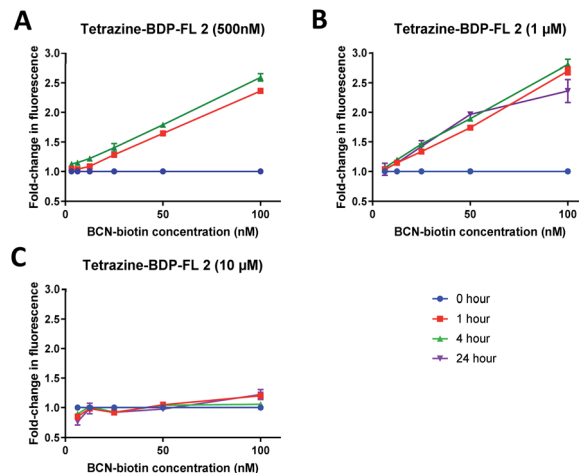 A
Tetrazine-BDP-FL 2 (500nM)
Fold-change in fluorescence
3.0
2.5
2.0
1.5
1.0
0.5
0
50
100
BCN-biotin concentration (nM)
B
Tetrazine-BDP-FL 2 (1 µM)
Fold-change in fluorescence
3.0
2.5
2.0
1.5
1.0
0.5
0
50
100
BCN-biotin concentration (nM)
C
Tetrazine-BDP-FL 2 (10 µM)
Fold-change in fluorescence
3.0
2.5
2.0
1.5
1.0
0.5
0
50
100
BCN-biotin concentration (nM)
0 hour
1 hour
4 hour
24 hour